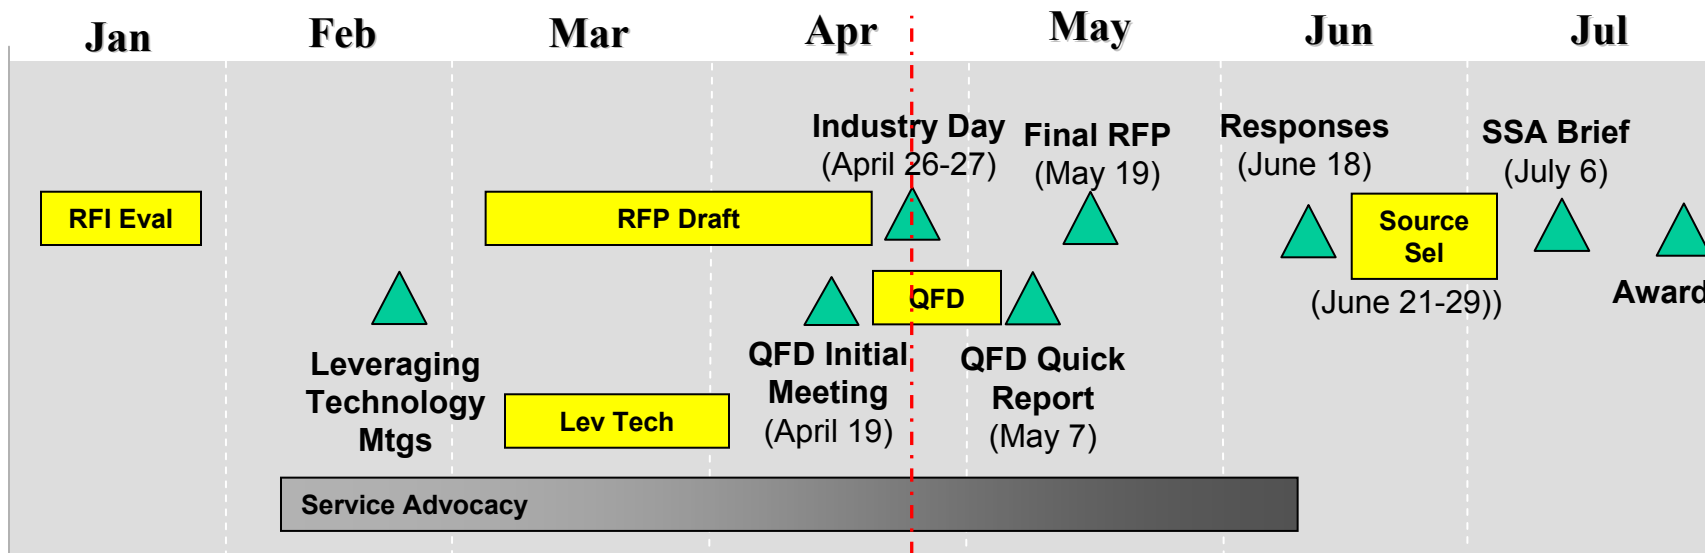 Jan
Feb
Mar
Apr
May
Jun
Jul
Industry Day
(April 26-27)
Final RFP
(May 19)
Responses
(June 18)
SSA Brief
(July 6)
RFI Eval
RFP Draft
Source
Sel
(June 21-29))
Award
QFD
Leveraging
Technology
Mtgs
Lev Tech
QFD Initial
Meeting
(April 19)
QFD Quick
Report
(May 7)
Service Advocacy